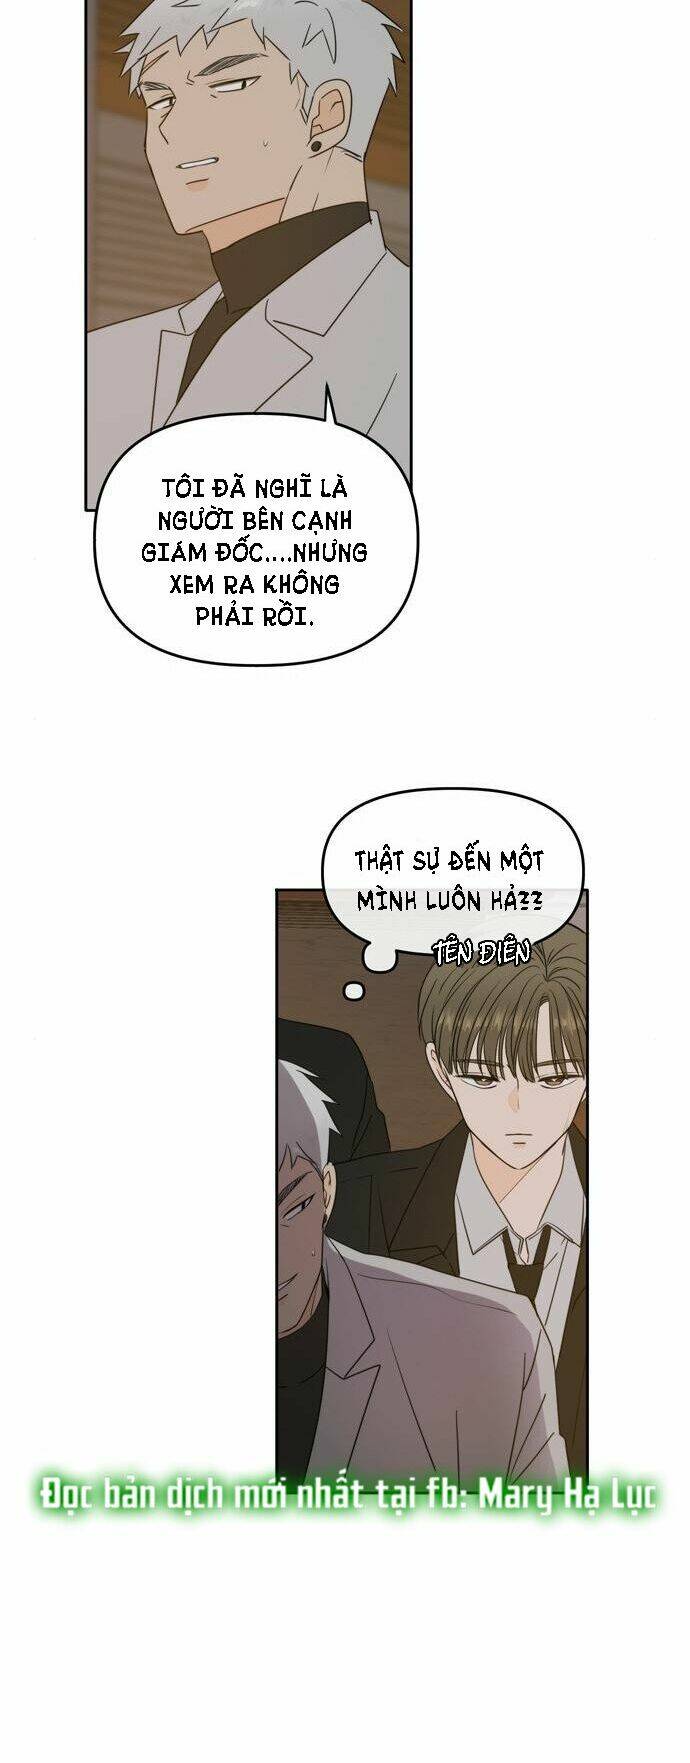 TÔI ĐÃ NGHĨ LÀ
NGƯỜI BÊN CẠNH
GIÁM ĐỐC....NHƯNG
XEM RA KHÔNG
PHẢI RỒI.
THẬT SỰ ĐẾN MỘT
MÌNH LUÔN HẢ??
TÊN ĐIÊN
Đọc bản dịch mới nhất tại fb: Mary Hạ Lục